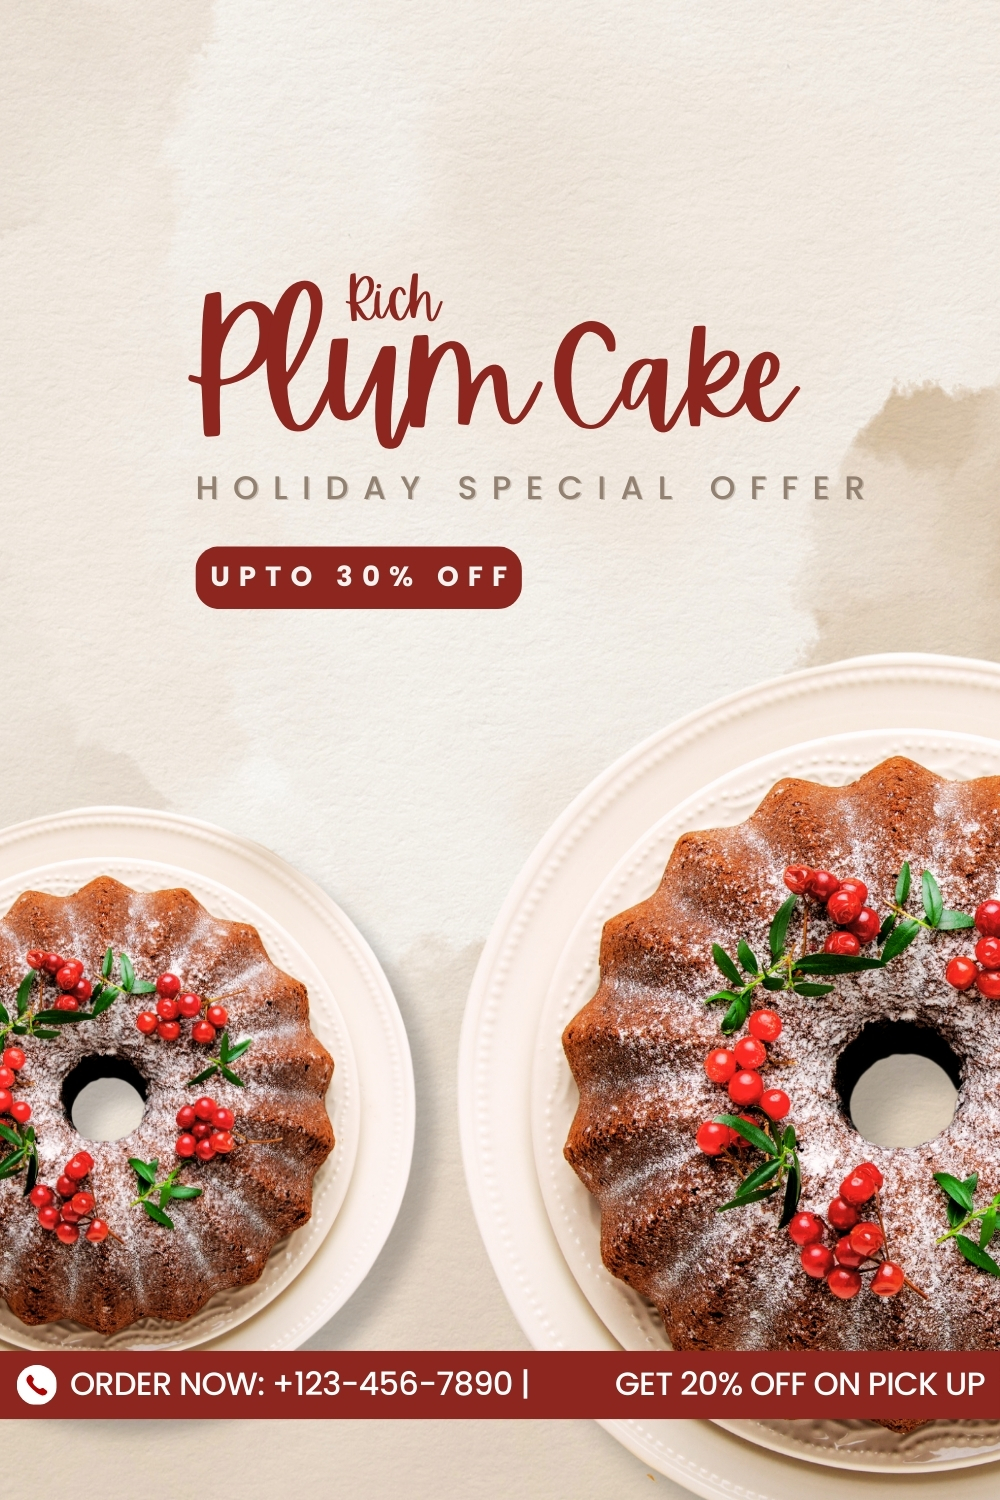 Rich
Plum Cake
HOLIDAY SPECIAL OFFER
UPTO 30% OFF
ORDER NOW: +123-456-7890 | GET 20% OFF ON PICK UP